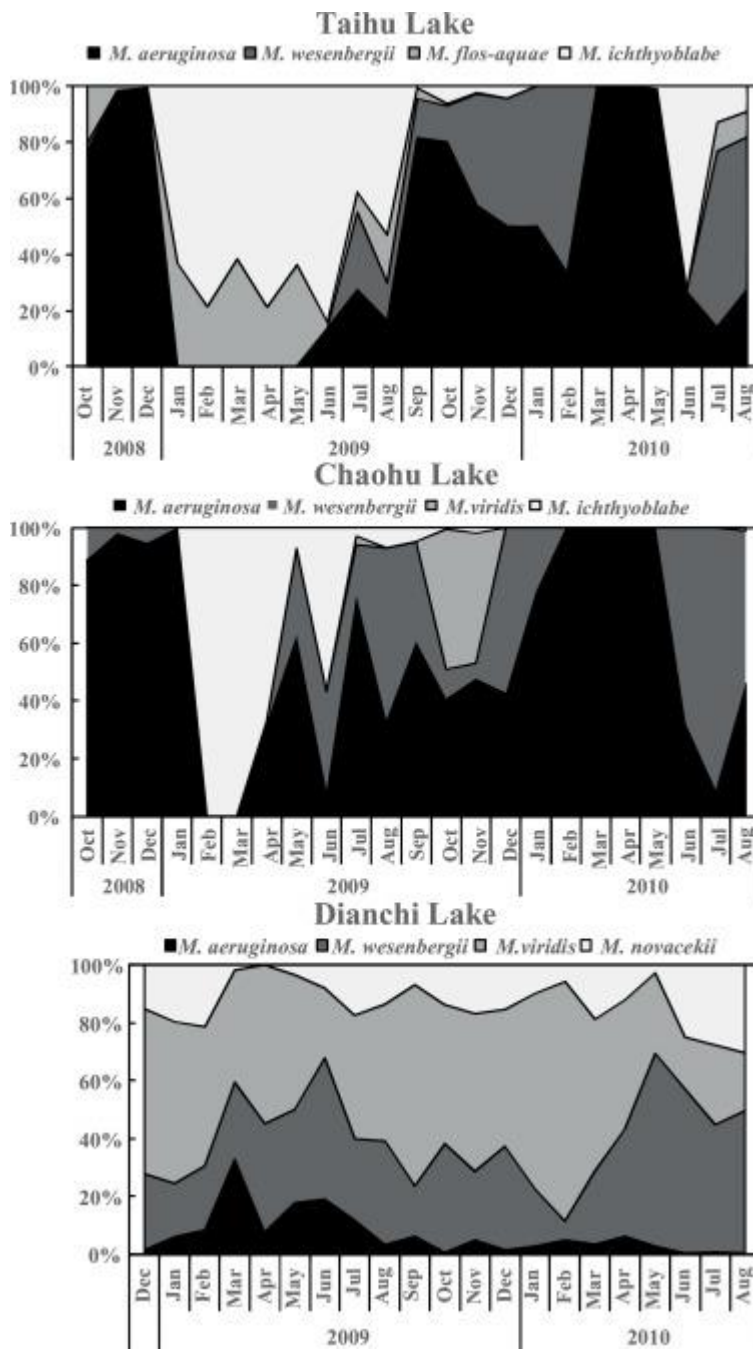 Taihu Lake
M. aeruginosa M. wesenbergii M. flos-aquae M. ichthyoblabe
100%
80%
60%
40%
20%
0%
Oct Nov Dec Jan Feb Mar Apr May Jun Jul Aug Sep Oct Nov Dec Jan Feb Mar Apr May Jun Jul Aug
2008 2009 2010
Chaohu Lake
M. aeruginosa M. wesenbergii M.viridis M. ichthyoblabe
100%
80%
60%
40%
20%
0%
Oct Nov Dec Jan Feb Mar Apr May Jun Jul Aug Sep Oct Nov Dec Jan Feb Mar Apr May Jun Jul Aug
2008 2009 2010
Dianchi Lake
M. aeruginosa M. wesenbergii M.viridis M. novacekii
100%
80%
60%
40%
20%
0%
Dec Jan Feb Mar Apr May Jun Jul Aug Sep Oct Nov Dec Jan Feb Mar Apr May Jun Jul Aug
2009 2010